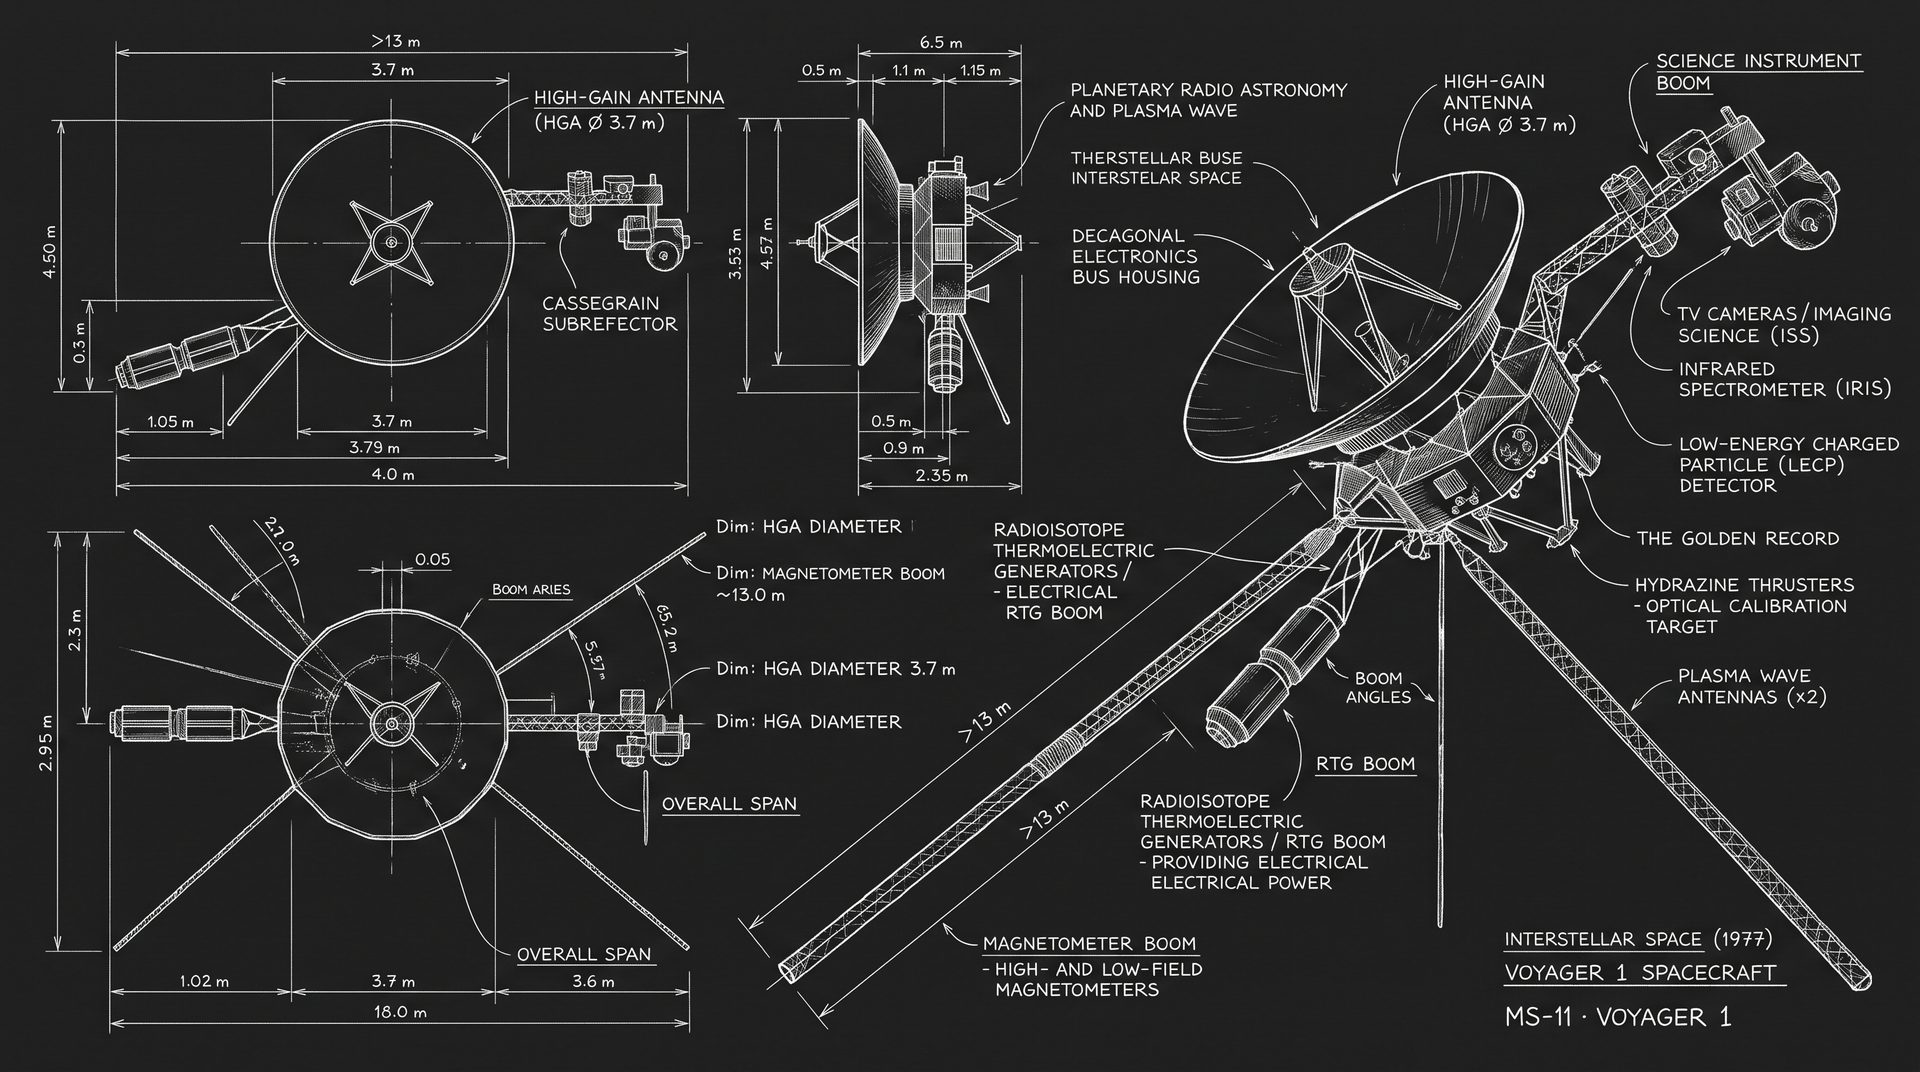 >13 m
3.7 m
HIGH-GAIN ANTENNA
(HGA Ø 3.7 m)
4.50 m
0.3 m
CASSEGRAIN
SUBREFECTOR
1.05 m
3.7 m
3.79 m
4.0 m
6.5 m
0.5 m
1.1 m
1.15 m
3.53 m
4.57 m
0.5 m
0.9 m
2.35 m
PLANETARY RADIO ASTRONOMY
AND PLASMA WAVE
THERSTELLAR BUSE
INTERSTELAR SPACE
DECAGONAL
ELECTRONICS
BUS HOUSING
HIGH-GAIN
ANTENNA
(HGA Ø 3.7 m)
SCIENCE INSTRUMENT
BOOM
TV CAMERAS / IMAGING
SCIENCE (ISS)
INFRARED
SPECTROMETER (IRIS)
LOW-ENERGY CHARGED
PARTICLE (LECP)
DETECTOR
THE GOLDEN RECORD
HYDRAZINE THRUSTERS
- OPTICAL CALIBRATION
TARGET
PLASMA WAVE
ANTENNAS (x2)
2.3 m
2.95 m
27.0 m
0.05
BOOM ARIES
Dim: HGA DIAMETER
Dim: MAGNETOMETER BOOM
~13.0 m
65.2 m
5.97 m
Dim: HGA DIAMETER 3.7 m
Dim: HGA DIAMETER
OVERALL SPAN
OVERALL SPAN
1.02 m
3.7 m
3.6 m
18.0 m
RADIOISOTOPE
THERMOELECTRIC
GENERATORS /
- ELECTRICAL
RTG BOOM
BOOM
ANGLES
>13 m
>13 m
RTG BOOM
RADIOISOTOPE
THERMOELECTRIC
GENERATORS / RTG BOOM
- PROVIDING ELECTRICAL
ELECTRICAL POWER
MAGNETOMETER BOOM
- HIGH- AND LOW-FIELD
MAGNETOMETERS
INTERSTELLAR SPACE (1977)
VOYAGER 1 SPACECRAFT
MS-11 · VOYAGER 1